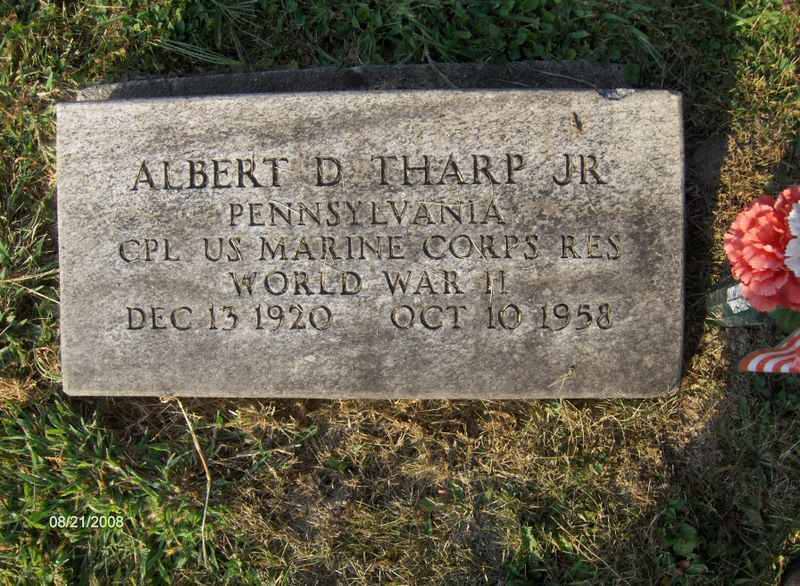 ALBERT D THARP JR
PENNSYLVANIA
CPL US MARINE CORPS RES
WORLD WAR II
DEC 13 1920 OCT 10 1958
08/21/2008